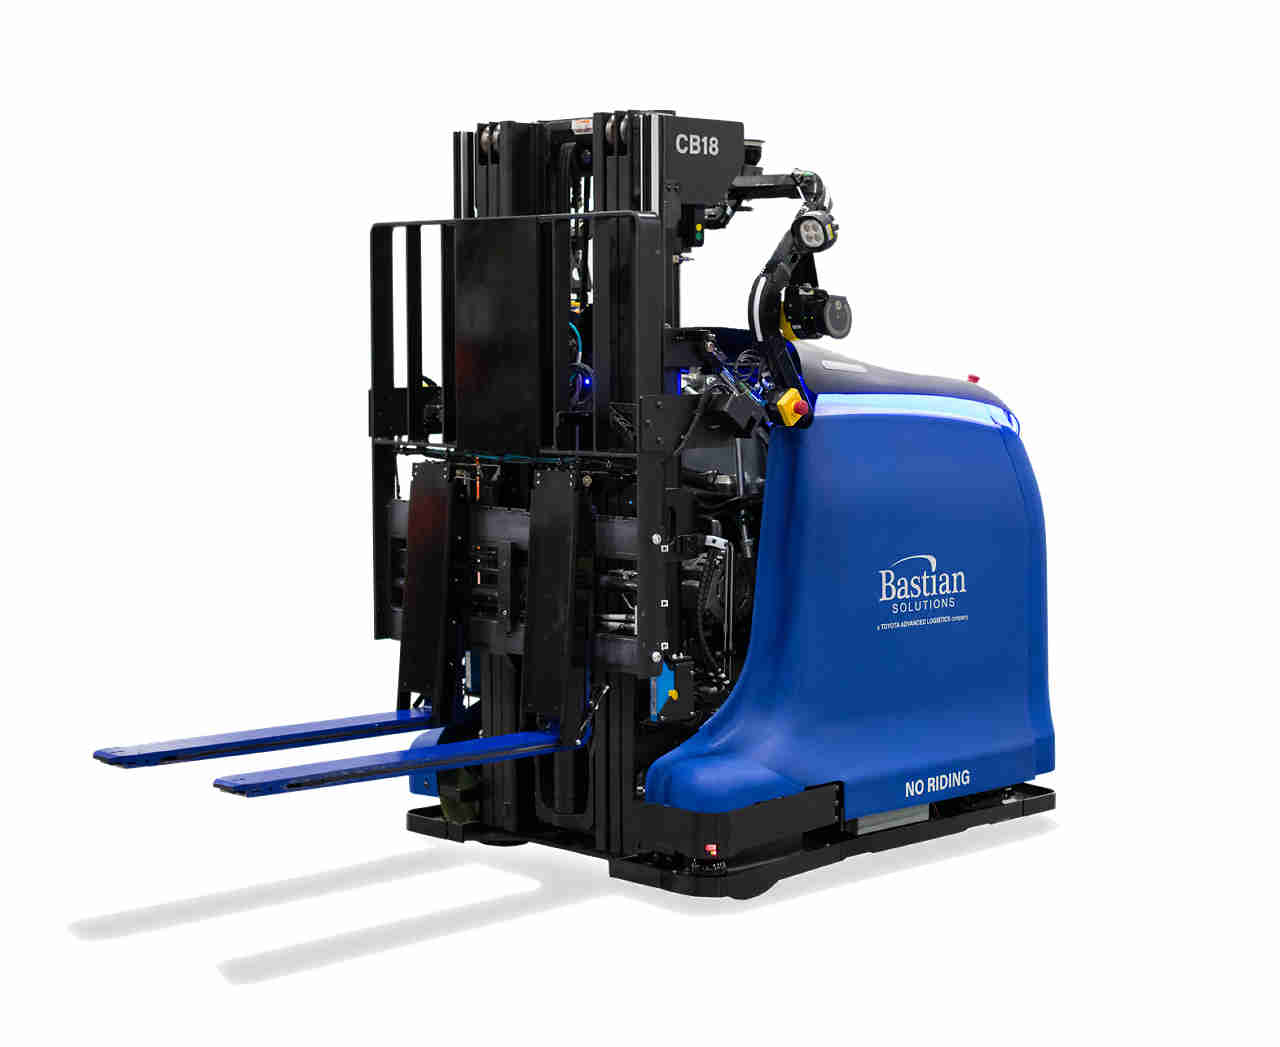 CB18
Bastian
SOLUTIONS
a TOYOTA ADVANCED LOGISTICS company
NO RIDING